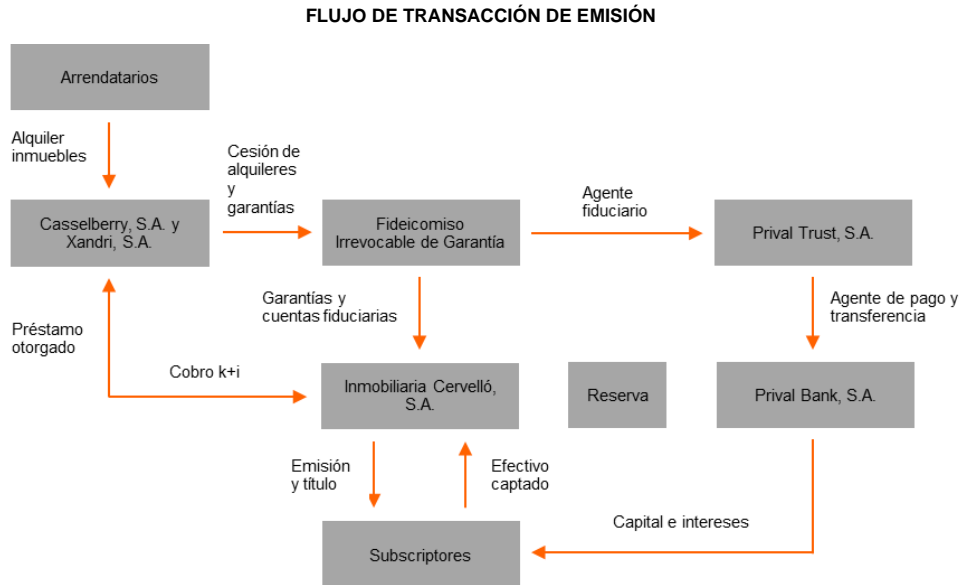 FLUJO DE TRANSACCIÓN DE EMISIÓN
Arrendatarios
Alquiler
inmuebles
Cesión de
alquileres
y
garantías
Agente
fiduciario
Casselberry, S.A. y
Xandri, S.A.
Fideicomiso
Irrevocable de Garantía
Prival Trust, S.A.
Garantías y
cuentas fiduciarias
Agente de pago y
transferencia
Préstamo
otorgado
Cobro k+i
Inmobiliaria Cervelló,
S.A.
Reserva
Prival Bank, S.A.
Emisión
y título
Efectivo
captado
Capital e intereses
Subscriptores